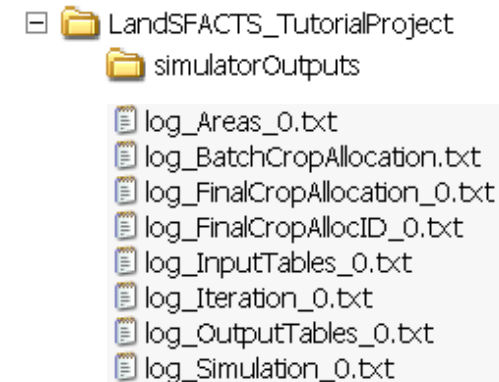 LandSFACTS_TutorialProject
simulatorOutputs
log_Areas_0.txt
log_BatchCropAllocation.txt
log_FinalCropAllocation_0.txt
log_FinalCropAllocID_0.txt
log_InputTables_0.txt
log_Iteration_0.txt
log_OutputTables_0.txt
log_Simulation_0.txt